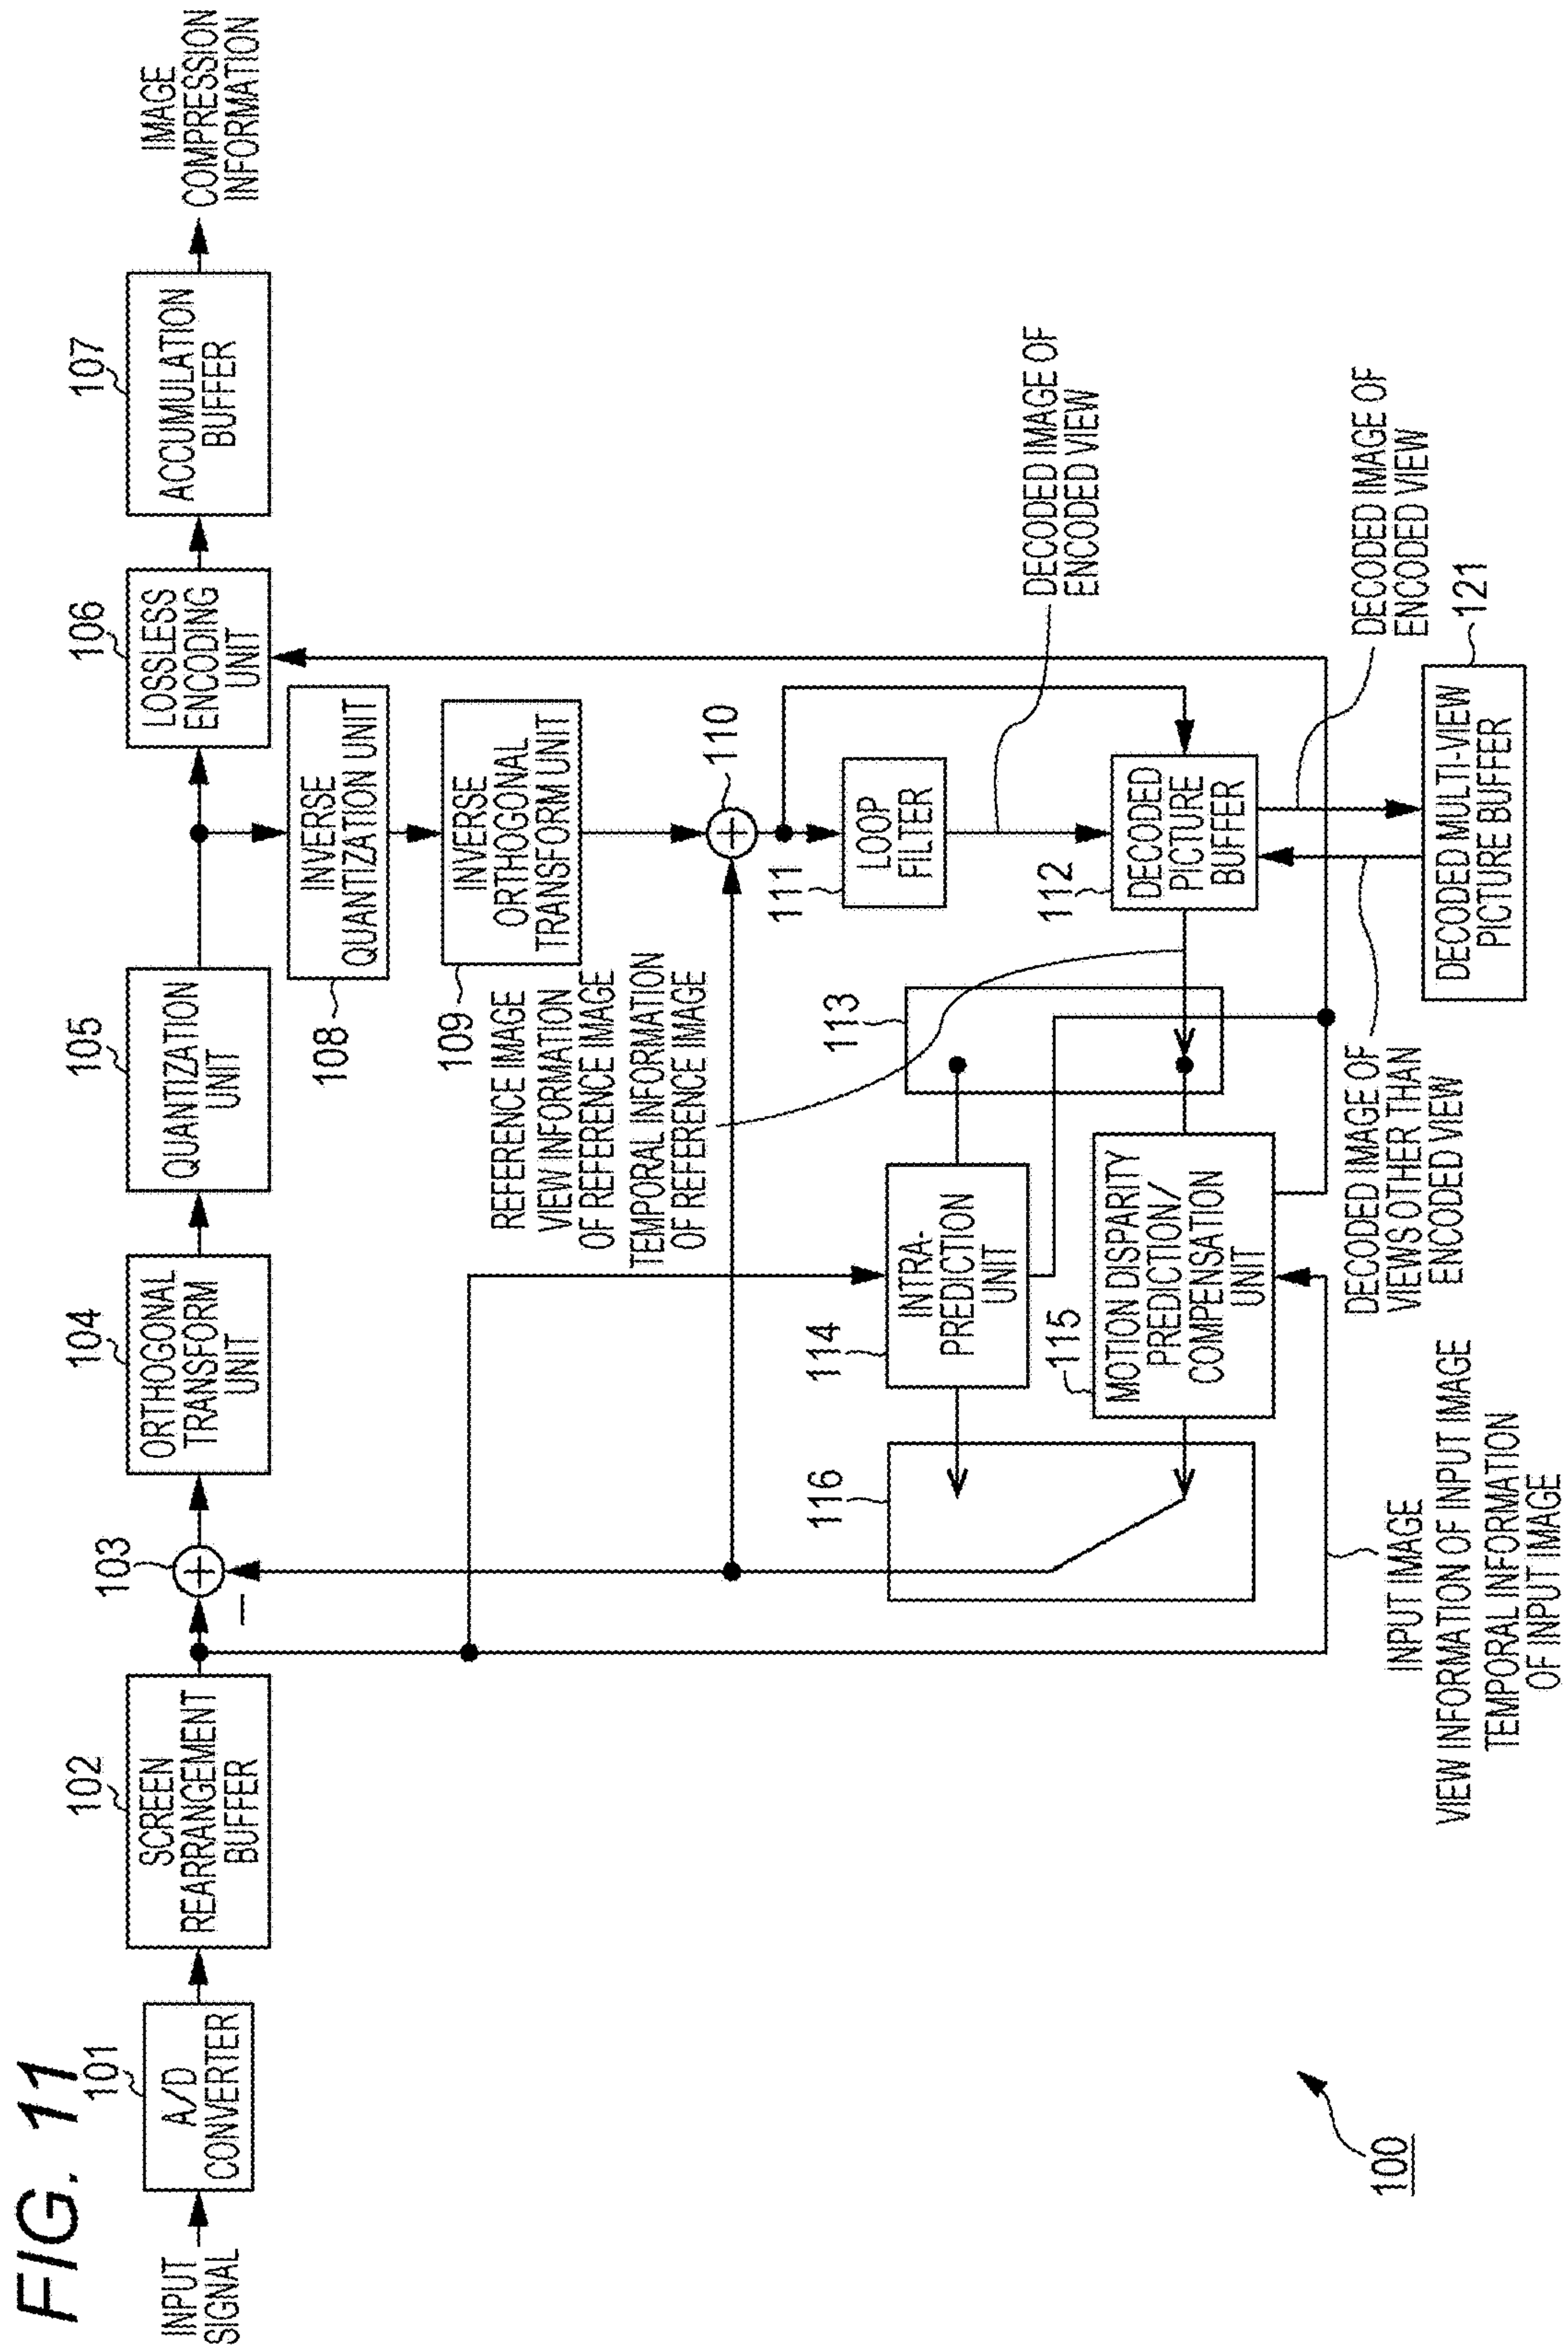 FIG. 11
INPUT
SIGNAL
101
A/D
CONVERTER
102
SCREEN
REARRANGEMENT
BUFFER
103
−
104
ORTHOGONAL
TRANSFORM
UNIT
105
QUANTIZATION
UNIT
106
LOSSLESS
ENCODING
UNIT
107
ACCUMULATION
BUFFER
IMAGE
COMPRESSION
INFORMATION
108
INVERSE
QUANTIZATION UNIT
109
INVERSE
ORTHOGONAL
TRANSFORM UNIT
REFERENCE IMAGE
VIEW INFORMATION
OF REFERENCE IMAGE
TEMPORAL INFORMATION
OF REFERENCE IMAGE
110
111
LOOP
FILTER
DECODED IMAGE OF
ENCODED VIEW
112
DECODED
PICTURE
BUFFER
113
114
INTRA-
PREDICTION
UNIT
115
MOTION DISPARITY
PREDICTION/
COMPENSATION
UNIT
116
DECODED IMAGE OF
ENCODED VIEW
121
DECODED MULTI-VIEW
PICTURE BUFFER
DECODED IMAGE OF
VIEWS OTHER THAN
ENCODED VIEW
INPUT IMAGE
VIEW INFORMATION OF INPUT IMAGE
TEMPORAL INFORMATION
OF INPUT IMAGE
100